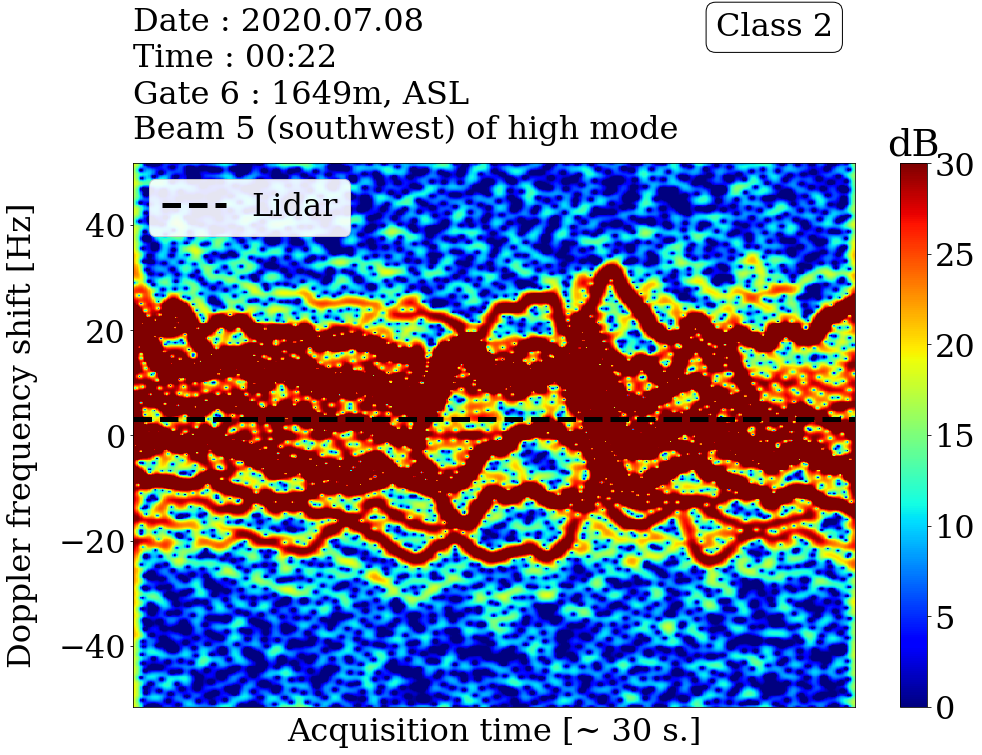 Date : 2020.07.08
Time : 00:22
Gate 6 : 1649m, ASL
Beam 5 (southwest) of high mode
Class 2
dB
Lidar
Doppler frequency shift [Hz]
40
20
0
−20
−40
30
25
20
15
10
5
0
Acquisition time [~ 30 s.]